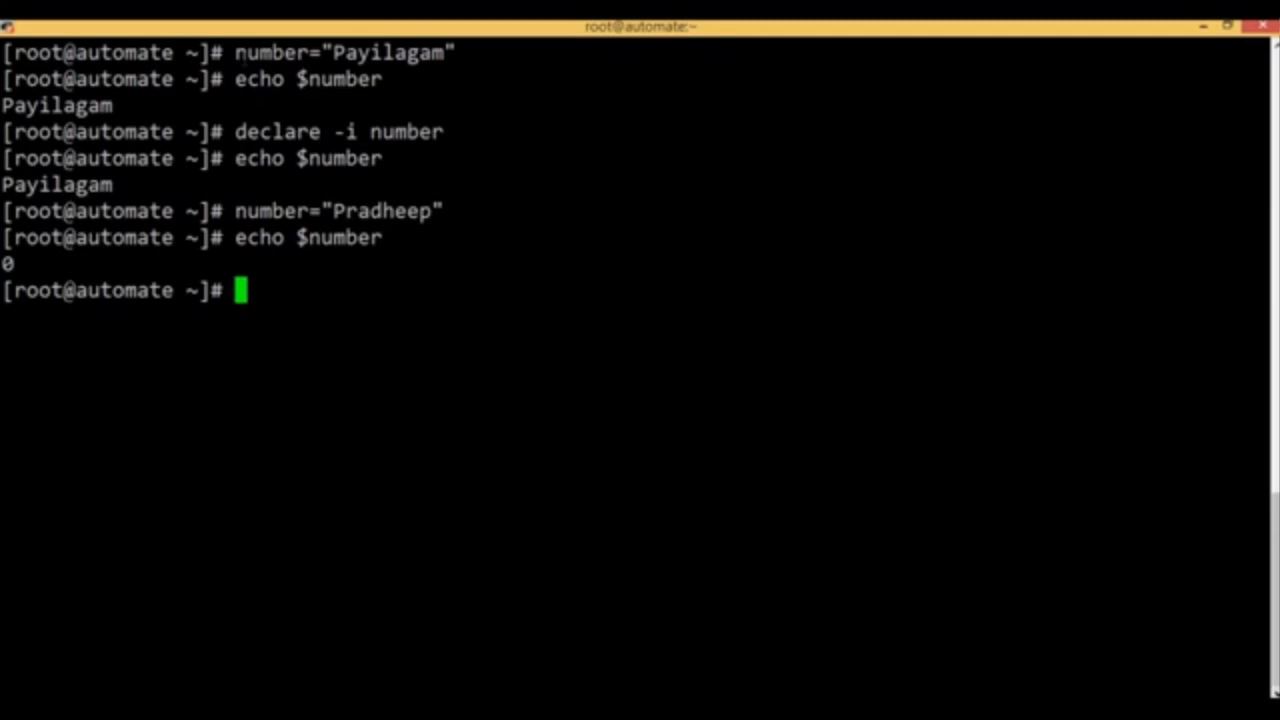 root@automate:~
[root@automate ~]# number="Payilagam"
[root@automate ~]# echo $number
Payilagam
[root@automate ~]# declare -i number
[root@automate ~]# echo $number
Payilagam
[root@automate ~]# number="Pradheep"
[root@automate ~]# echo $number
0
[root@automate ~]#